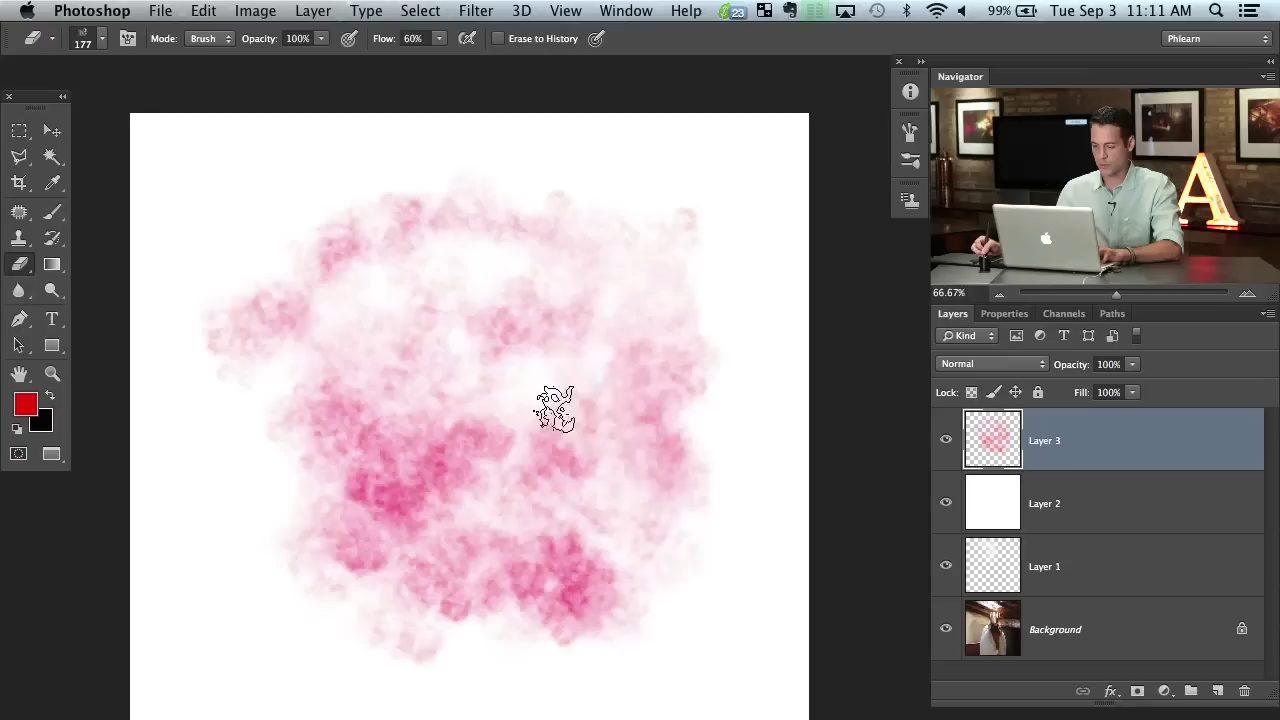 Photoshop File Edit Image Layer Type Select Filter 3D View Window Help 23 99% Tue Sep 3 11:11 AM
177 Mode: Brush Opacity: 100% Flow: 60% Erase to History Phlearn
Navigator
A
66.67%
Layers Properties Channels Paths
Kind T
Normal Opacity: 100%
Lock: Fill: 100%
Layer 3
Layer 2
Layer 1
Background
fx